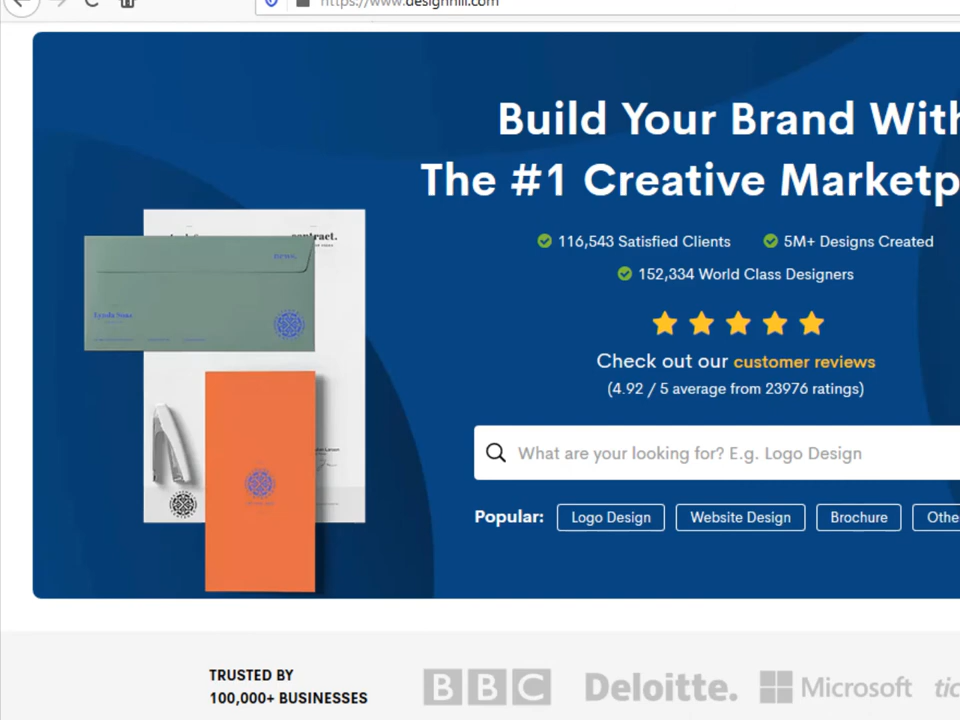 https://www.designhill.com
Build Your Brand With
The #1 Creative Marketp
116,543 Satisfied Clients
5M+ Designs Created
152,334 World Class Designers
Check out our customer reviews
(4.92 / 5 average from 23976 ratings)
What are your looking for? E.g. Logo Design
Popular:
Logo Design
Website Design
Brochure
Othe
contract.
news.
TRUSTED BY
100,000+ BUSINESSES
BBC
Deloitte.
Microsoft
tic